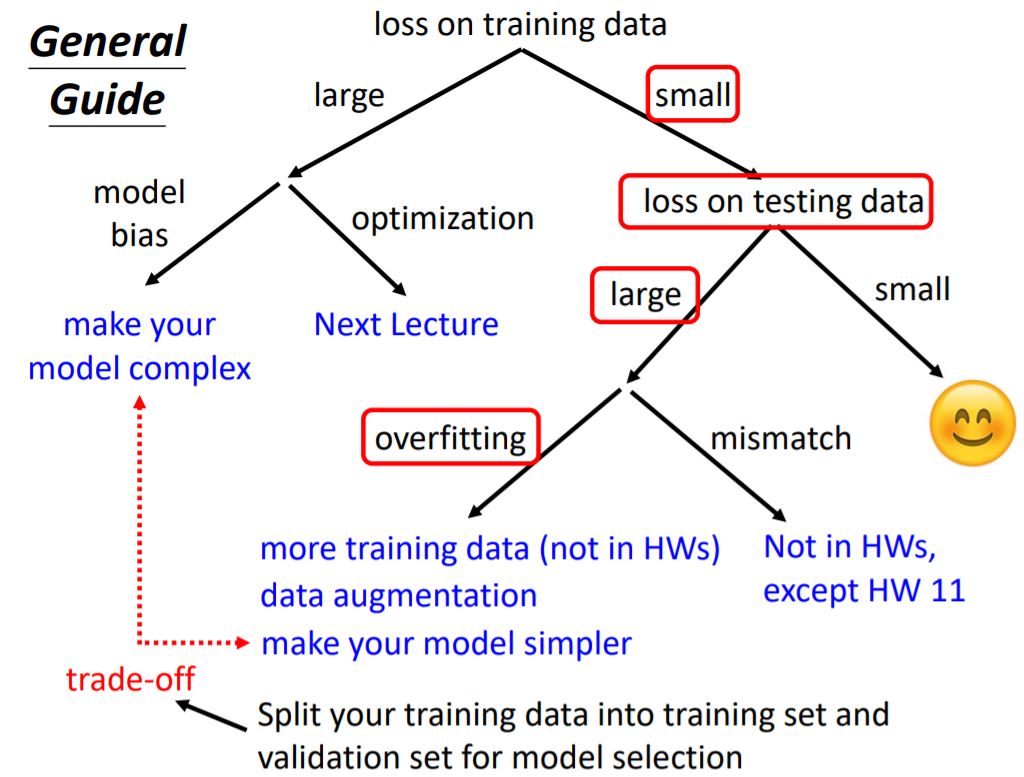 General
Guide
loss on training data
large
small
model
bias
optimization
loss on testing data
make your
model complex
Next Lecture
large
small
overfitting
mismatch
more training data (not in HWs)
data augmentation
make your model simpler
Not in HWs,
except HW 11
trade-off
Split your training data into training set and
validation set for model selection